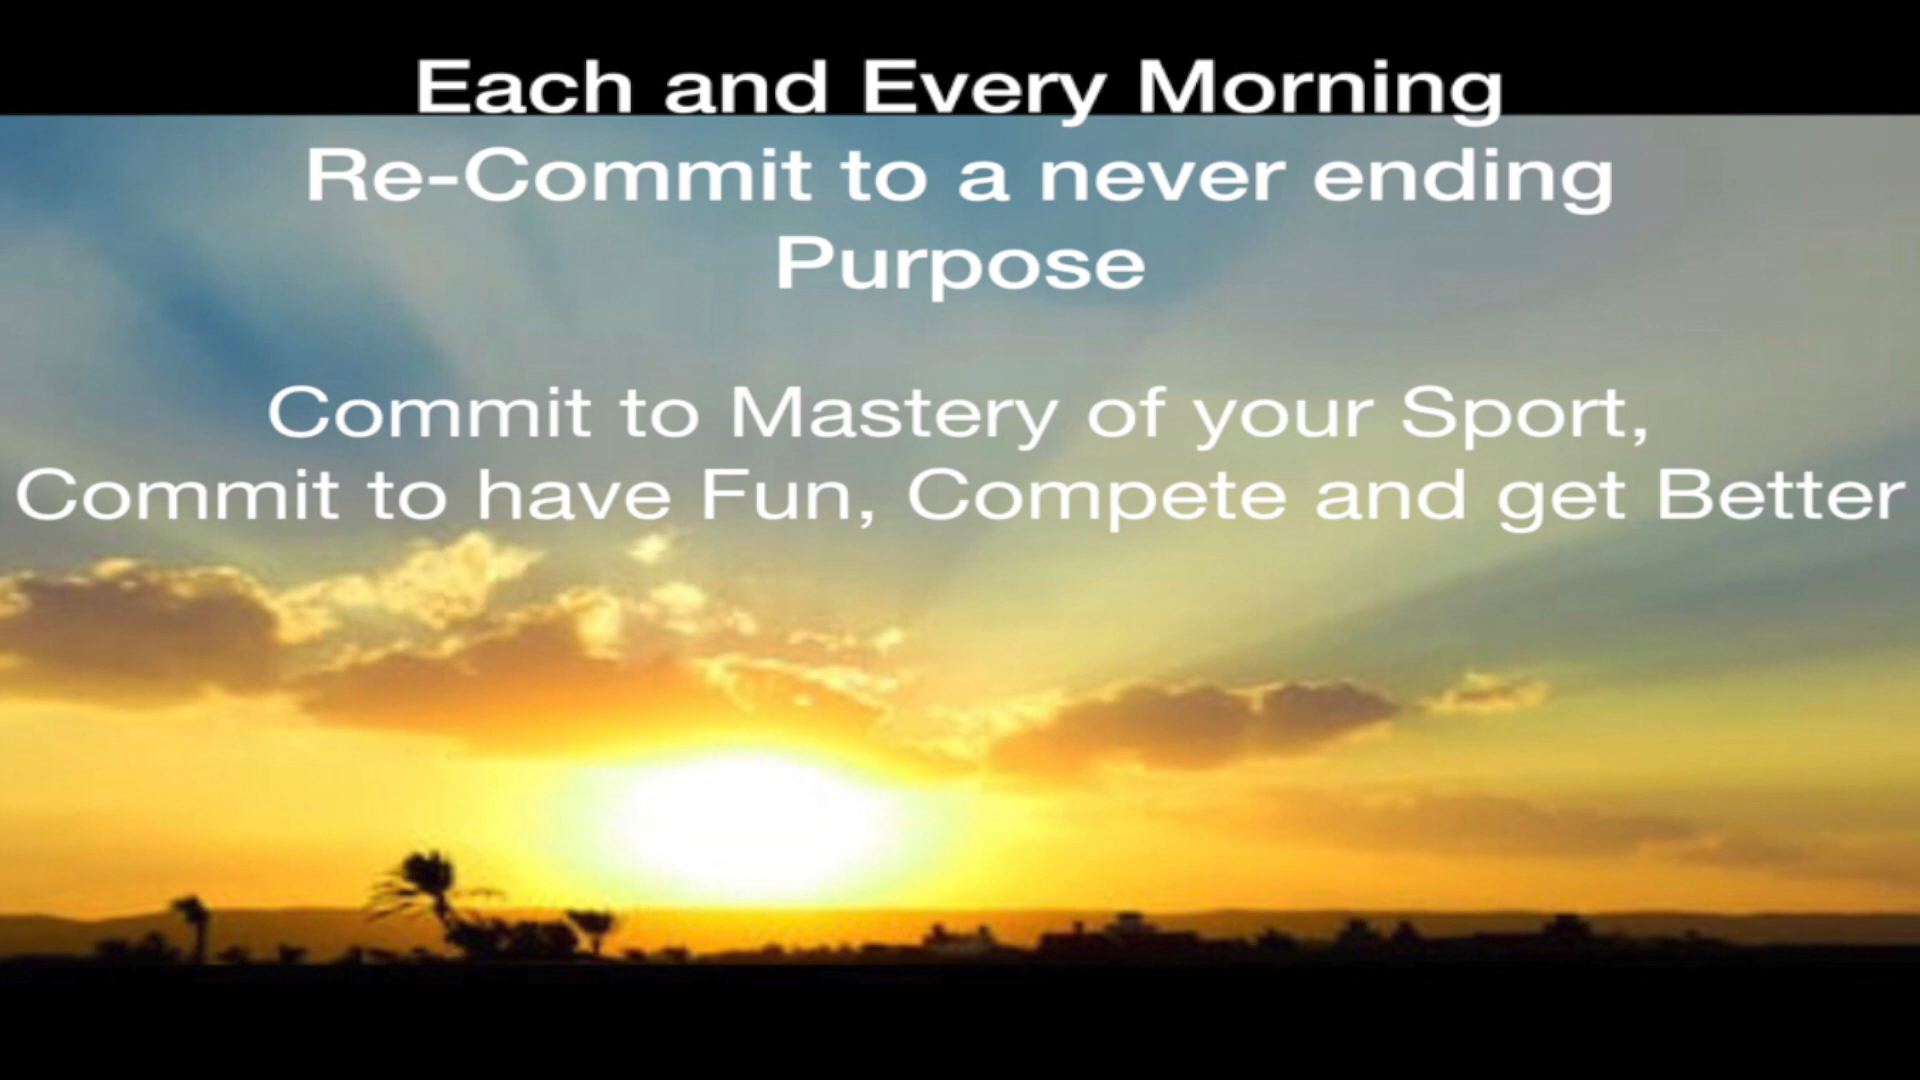 Each and Every Morning
Re-Commit to a never ending
Purpose
Commit to Mastery of your Sport,
Commit to have Fun, Compete and get Better